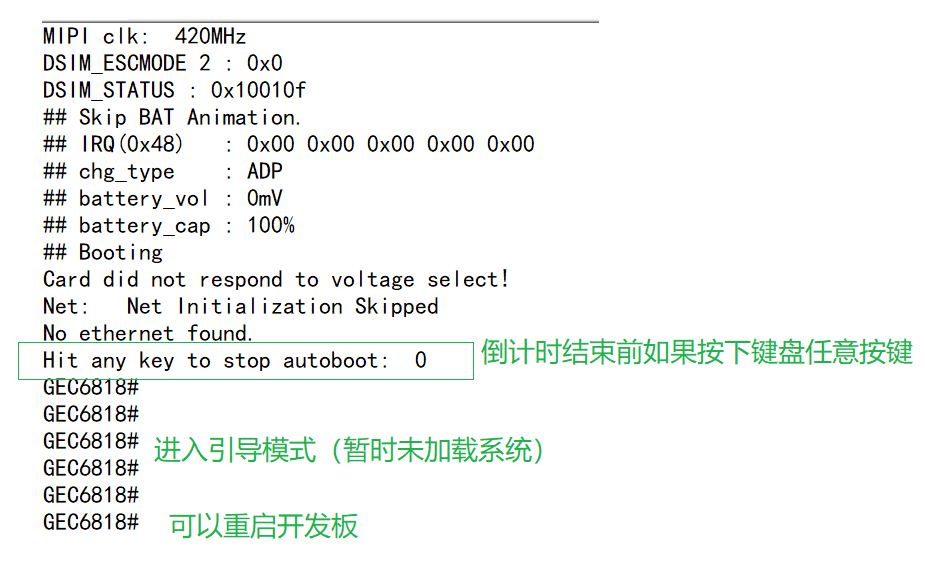 MIPI clk:  420MHz
DSIM_ESCMODE 2 : 0x0
DSIM_STATUS : 0x10010f
## Skip BAT Animation.
## IRQ(0x48)   : 0x00 0x00 0x00 0x00 0x00
## chg_type    : ADP
## battery_vol : 0mV
## battery_cap : 100%
## Booting
Card did not respond to voltage select!
Net:   Net Initialization Skipped
No ethernet found.
Hit any key to stop autoboot:  0 倒计时结束前如果按下键盘任意按键
GEC6818#
GEC6818#
GEC6818# 进入引导模式（暂时未加载系统）
GEC6818#
GEC6818#
GEC6818# 可以重启开发板